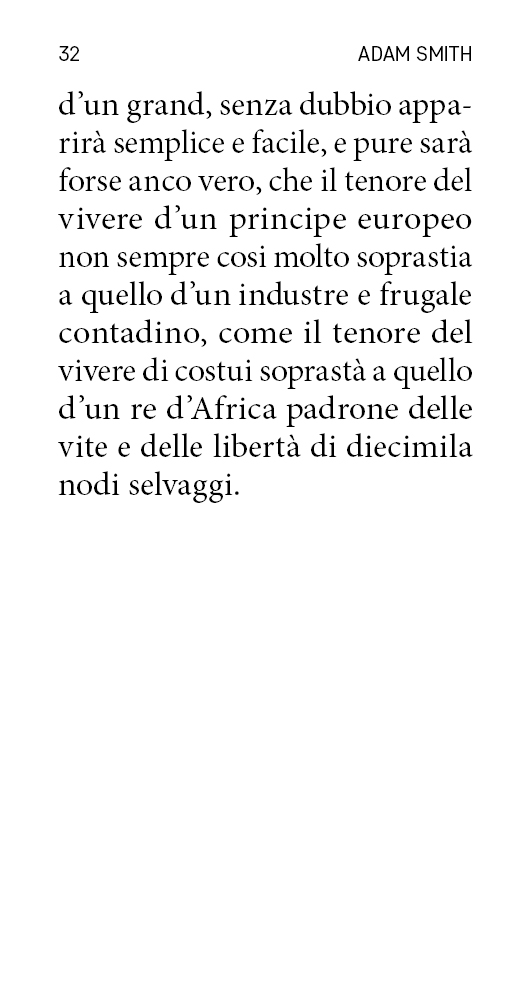 32
ADAM SMITH
d’un grand, senza dubbio appa-
rirà semplice e facile, e pure sarà
forse anco vero, che il tenore del
vivere d’un principe europeo
non sempre cosi molto soprastia
a quello d’un industre e frugale
contadino, come il tenore del
vivere di costui soprastà a quello
d’un re d’Africa padrone delle
vite e delle libertà di diecimila
nodi selvaggi.